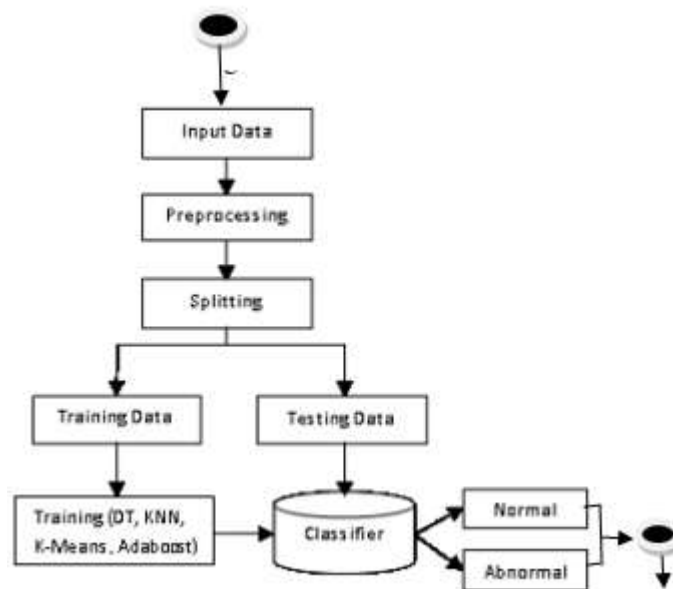 Input Data
Preprocessing
Splitting
Training Data
Testing Data
Training (DT, KNN,
K-Means, Adaboost)
Classifier
Normal
Abnormal